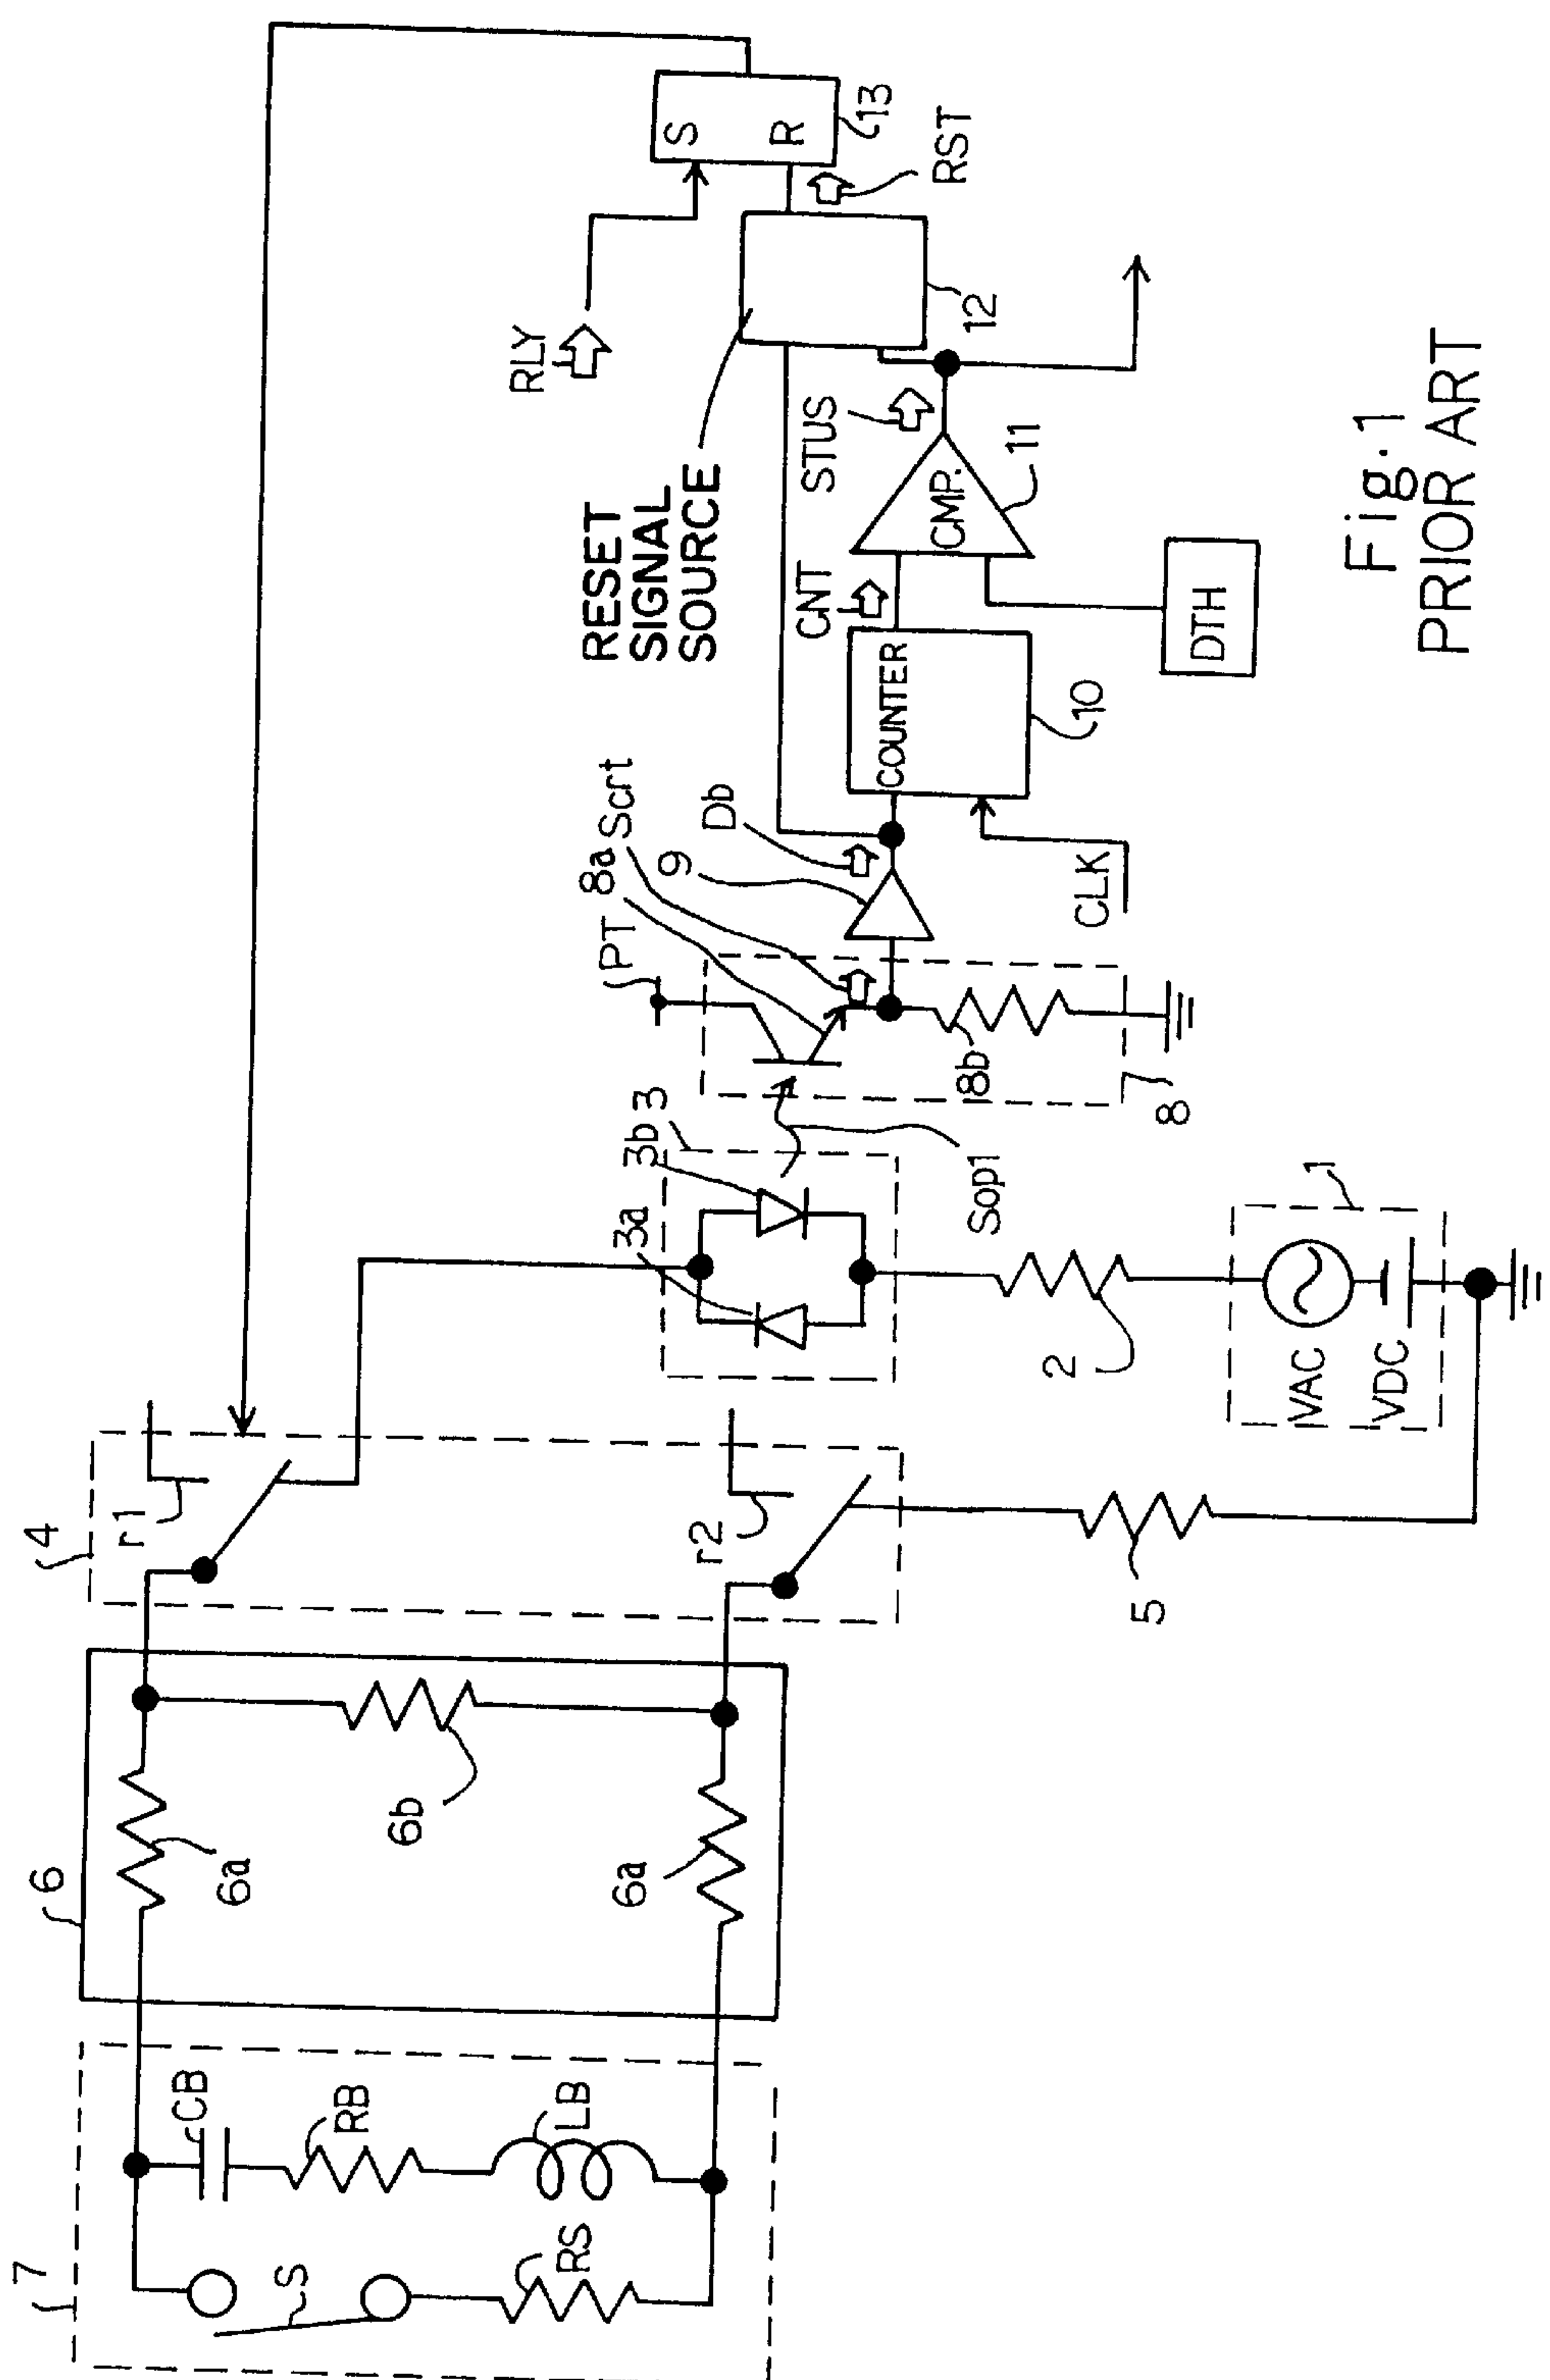 7
S
RS
CB
RB
LB
6
6a
6b
6a
4
r1
r2
5
3a
3b
3
Sop1
2
1
VAC
VDC
PT
8a
Scrt
8b
8
9
Db
CLK
COUNTER
10
CNT
DTH
CMP.
11
STUS
RESET
SIGNAL
SOURCE
12
RLY
RST
S
R
13
Fig. 1
PRIOR ART